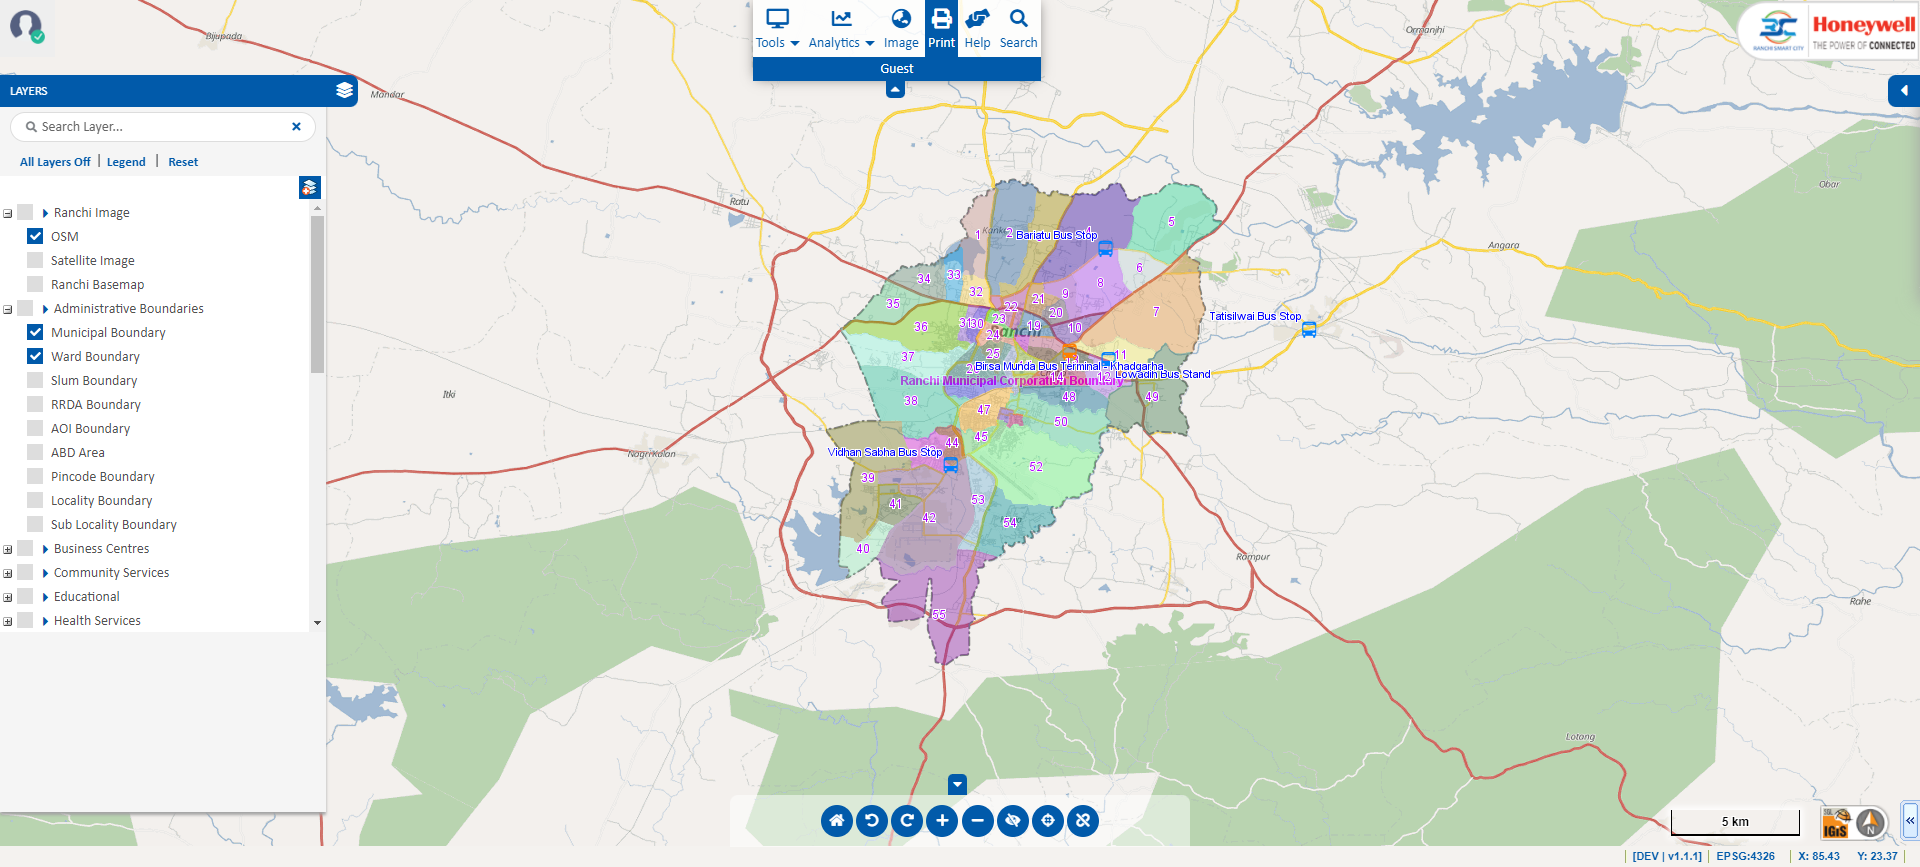 Tools
Analytics
Image
Print
Help
Search
Guest
RANCHI SMART CITY
Honeywell
THE POWER OF CONNECTED
LAYERS
Search Layer...
All Layers Off | Legend | Reset
Ranchi Image
OSM
Satellite Image
Ranchi Basemap
Administrative Boundaries
Municipal Boundary
Ward Boundary
Slum Boundary
RRDA Boundary
AOI Boundary
ABD Area
Pincode Boundary
Locality Boundary
Sub Locality Boundary
Business Centres
Community Services
Educational
Health Services
Bijupada
Mandar
Ormanjhi
Obar
Ratu
Angara
Itki
Nagri Kalan
Rampur
Rahe
Lotang
Ranchi
Bariatu Bus Stop
Tatisilwai Bus Stop
Birsa Munda Bus Terminal - Khadgarha
Lowadih Bus Stand
Ranchi Municipal Corporation Boundary
Vidhan Sabha Bus Stop
1
2
5
6
7
8
9
10
11
14
19
20
21
22
23
24
25
30
31
32
33
34
35
36
37
38
39
40
41
42
44
45
47
48
49
50
52
53
54
55
5 km
SGL
IGiS
N
[DEV | v1.1.1]
EPSG:4326
X: 85.43
Y: 23.37